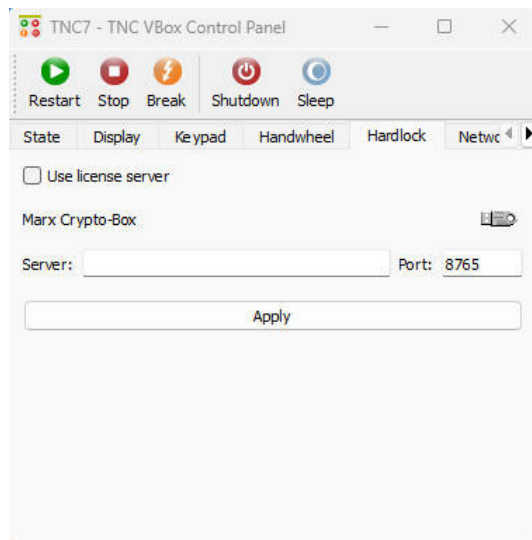 TNC7 - TNC VBox Control Panel
Restart Stop Break Shutdown Sleep
State Display Keypad Handwheel Hardlock Netwc
Use license server
Marx Crypto-Box
Server: Port: 8765
Apply